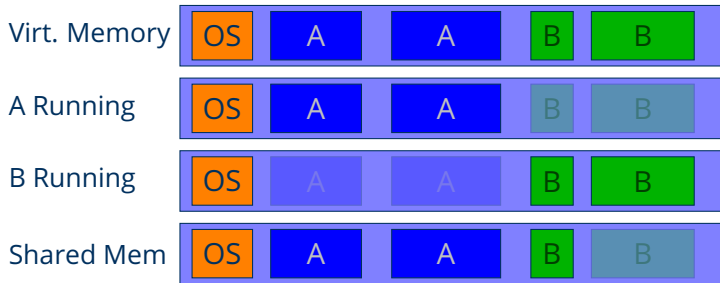 Virt. Memory OS A A B B
A Running OS A A B B
B Running OS A A B B
Shared Mem OS A A B B